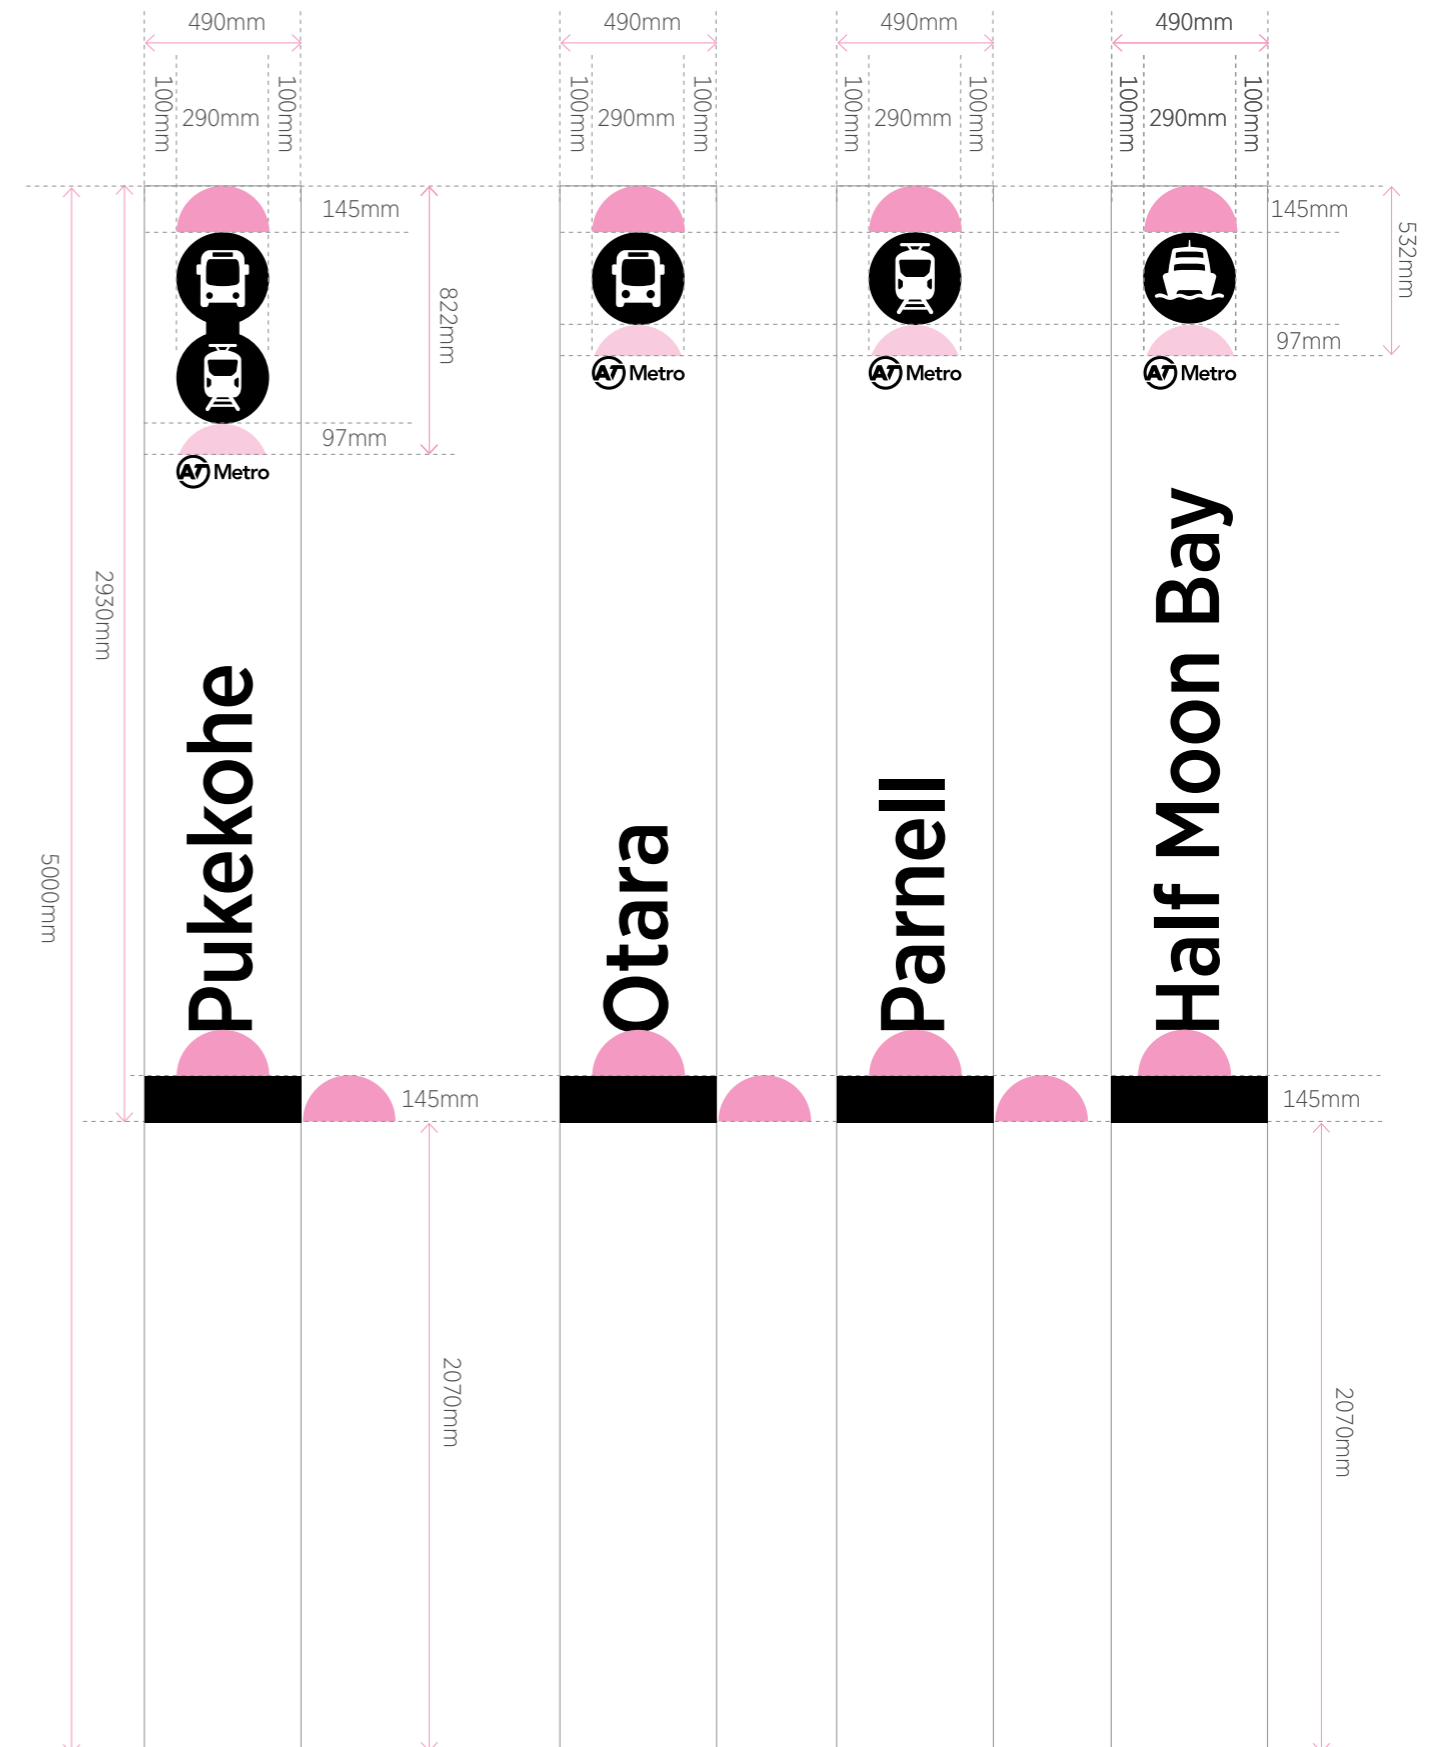 490mm 490mm 490mm 490mm
100mm 290mm 100mm 100mm 290mm 100mm 100mm 290mm 100mm 100mm 290mm 100mm
145mm 145mm
532mm
822mm
97mm
AT Metro AT Metro AT Metro
97mm
AT Metro
2930mm
5000mm
Pukekohe
Otara
Parnell
Half Moon Bay
145mm 145mm
2070mm 2070mm